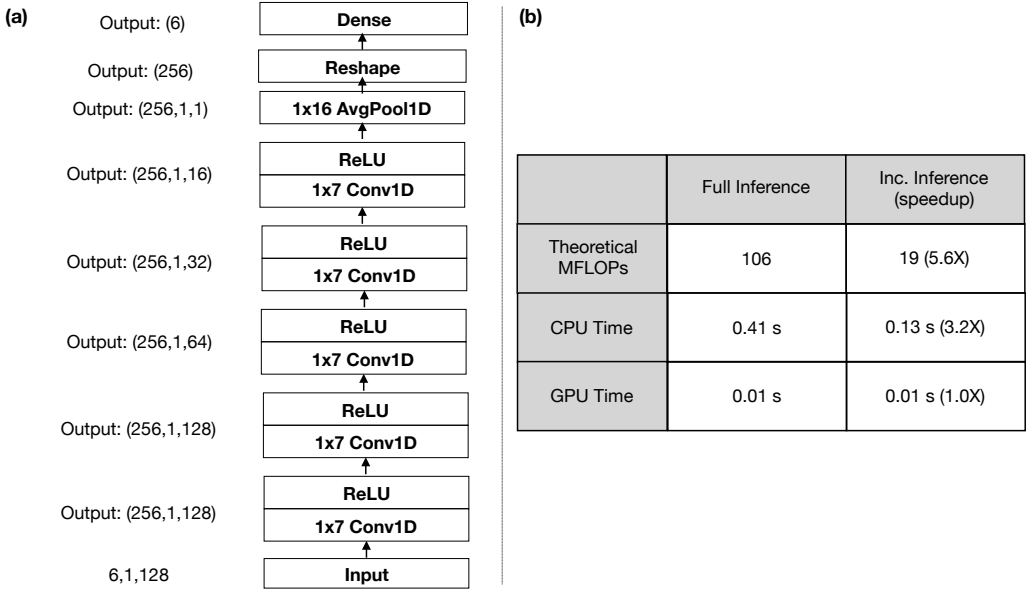 (a)
Output: (6)
Dense
Output: (256)
Reshape
Output: (256,1,1)
1x16 AvgPool1D
Output: (256,1,16)
ReLU
1x7 Conv1D
Output: (256,1,32)
ReLU
1x7 Conv1D
Output: (256,1,64)
ReLU
1x7 Conv1D
Output: (256,1,128)
ReLU
1x7 Conv1D
Output: (256,1,128)
ReLU
1x7 Conv1D
6,1,128
Input
(b)
Full Inference
Inc. Inference
(speedup)
Theoretical
MFLOPs
106
19 (5.6X)
CPU Time
0.41 s
0.13 s (3.2X)
GPU Time
0.01 s
0.01 s (1.0X)